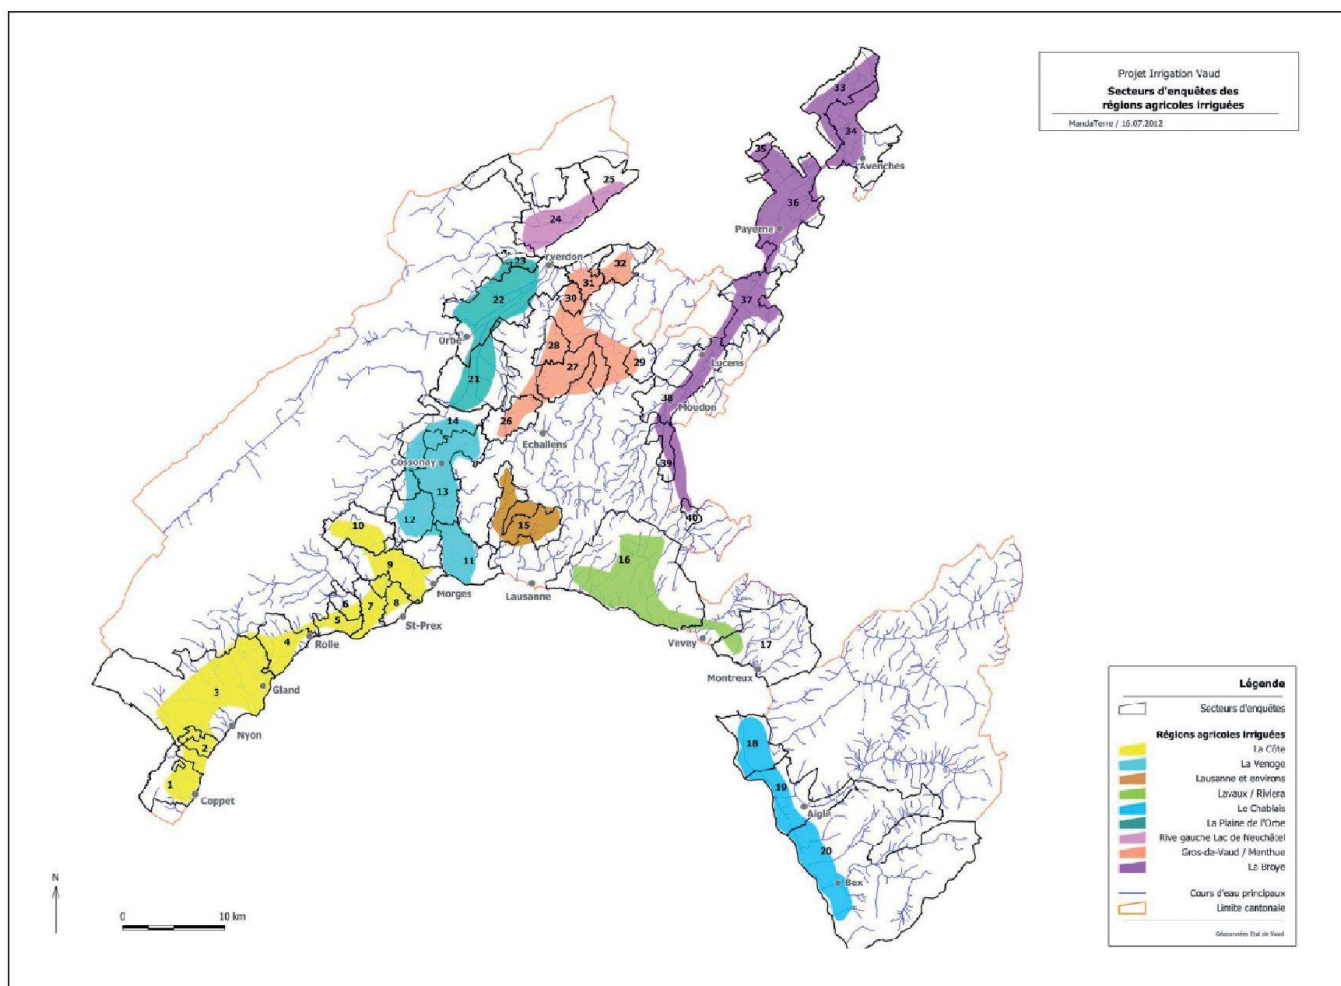 Projet Irrigation Vaud
Secteurs d'enquêtes des
régions agricoles irriguées
MandaTerre / 16.07.2012
33
34
Avenches
35
36
Payerne
25
24
Yverdon
23
22
32
31
30
37
Orbe
28
27
29
Lucens
21
38
Moudon
26
14
Echallens
Cossonay
39
13
12
15
40
10
11
16
9
Morges
Lausanne
6
7
8
5
St-Prex
4
Rolle
Vevey
17
Montreux
3
Gland
Nyon
2
1
Coppet
18
19
Aigle
20
Bex
N
0
10 km
Légende
Secteurs d'enquêtes
Régions agricoles irriguées
La Côte
La Venoge
Lausanne et environs
Lavaux / Riviera
Le Chablais
La Plaine de l'Orbe
Rive gauche Lac de Neuchâtel
Gros-de-Vaud / Menthue
La Broye
Cours d'eau principaux
Limite cantonale
Géodonnées Etat de Vaud